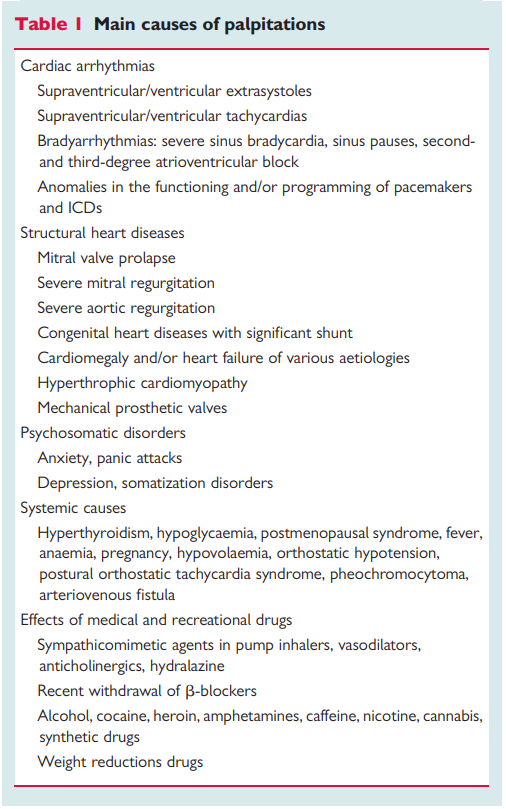 Table 1 Main causes of palpitations
Cardiac arrhythmias
Supraventricular/ventricular extrasystoles
Supraventricular/ventricular tachycardias
Bradyarrhythmias: severe sinus bradycardia, sinus pauses, second-
and third-degree atrioventricular block
Anomalies in the functioning and/or programming of pacemakers
and ICDs
Structural heart diseases
Mitral valve prolapse
Severe mitral regurgitation
Severe aortic regurgitation
Congenital heart diseases with significant shunt
Cardiomegaly and/or heart failure of various aetiologies
Hyperthrophic cardiomyopathy
Mechanical prosthetic valves
Psychosomatic disorders
Anxiety, panic attacks
Depression, somatization disorders
Systemic causes
Hyperthyroidism, hypoglycaemia, postmenopausal syndrome, fever,
anaemia, pregnancy, hypovolaemia, orthostatic hypotension,
postural orthostatic tachycardia syndrome, pheochromocytoma,
arteriovenous fistula
Effects of medical and recreational drugs
Sympathicomimetic agents in pump inhalers, vasodilators,
anticholinergics, hydralazine
Recent withdrawal of β-blockers
Alcohol, cocaine, heroin, amphetamines, caffeine, nicotine, cannabis,
synthetic drugs
Weight reductions drugs